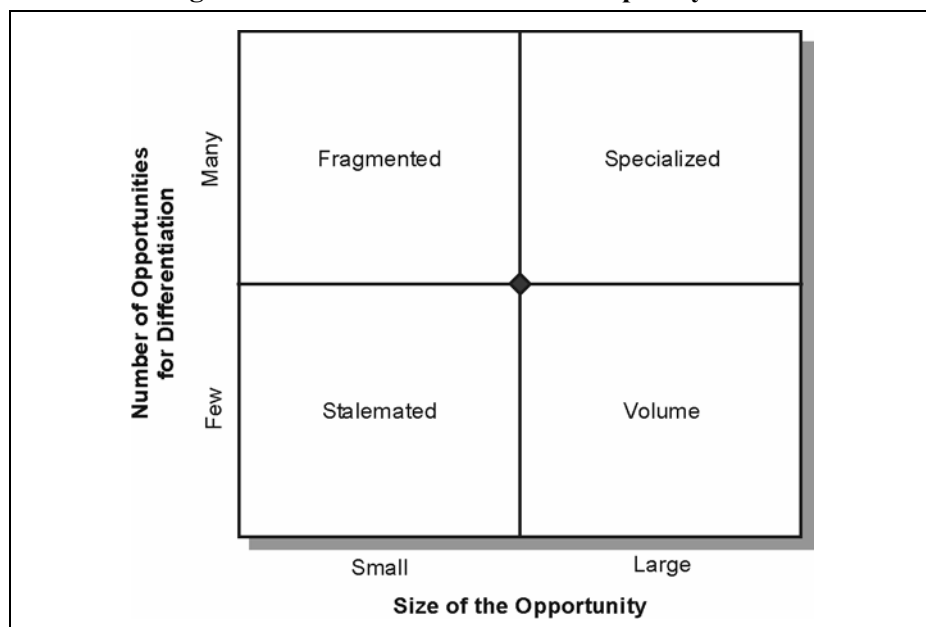 Number of Opportunities
for Differentiation
Many
Few
Fragmented
Specialized
Stalemated
Volume
Small
Large
Size of the Opportunity